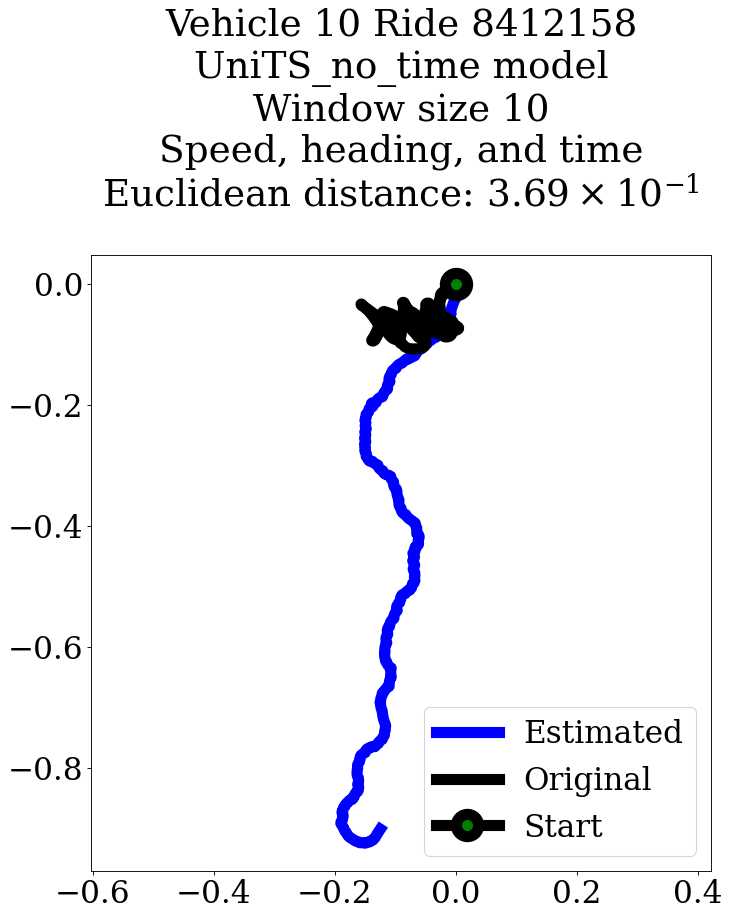 Vehicle 10 Ride 8412158
UniTS_no_time model
Window size 10
Speed, heading, and time
Euclidean distance: 3.69 × 10⁻¹
0.0
−0.2
−0.4
−0.6
−0.8
Estimated
Original
Start
−0.6 −0.4 −0.2 0.0 0.2 0.4